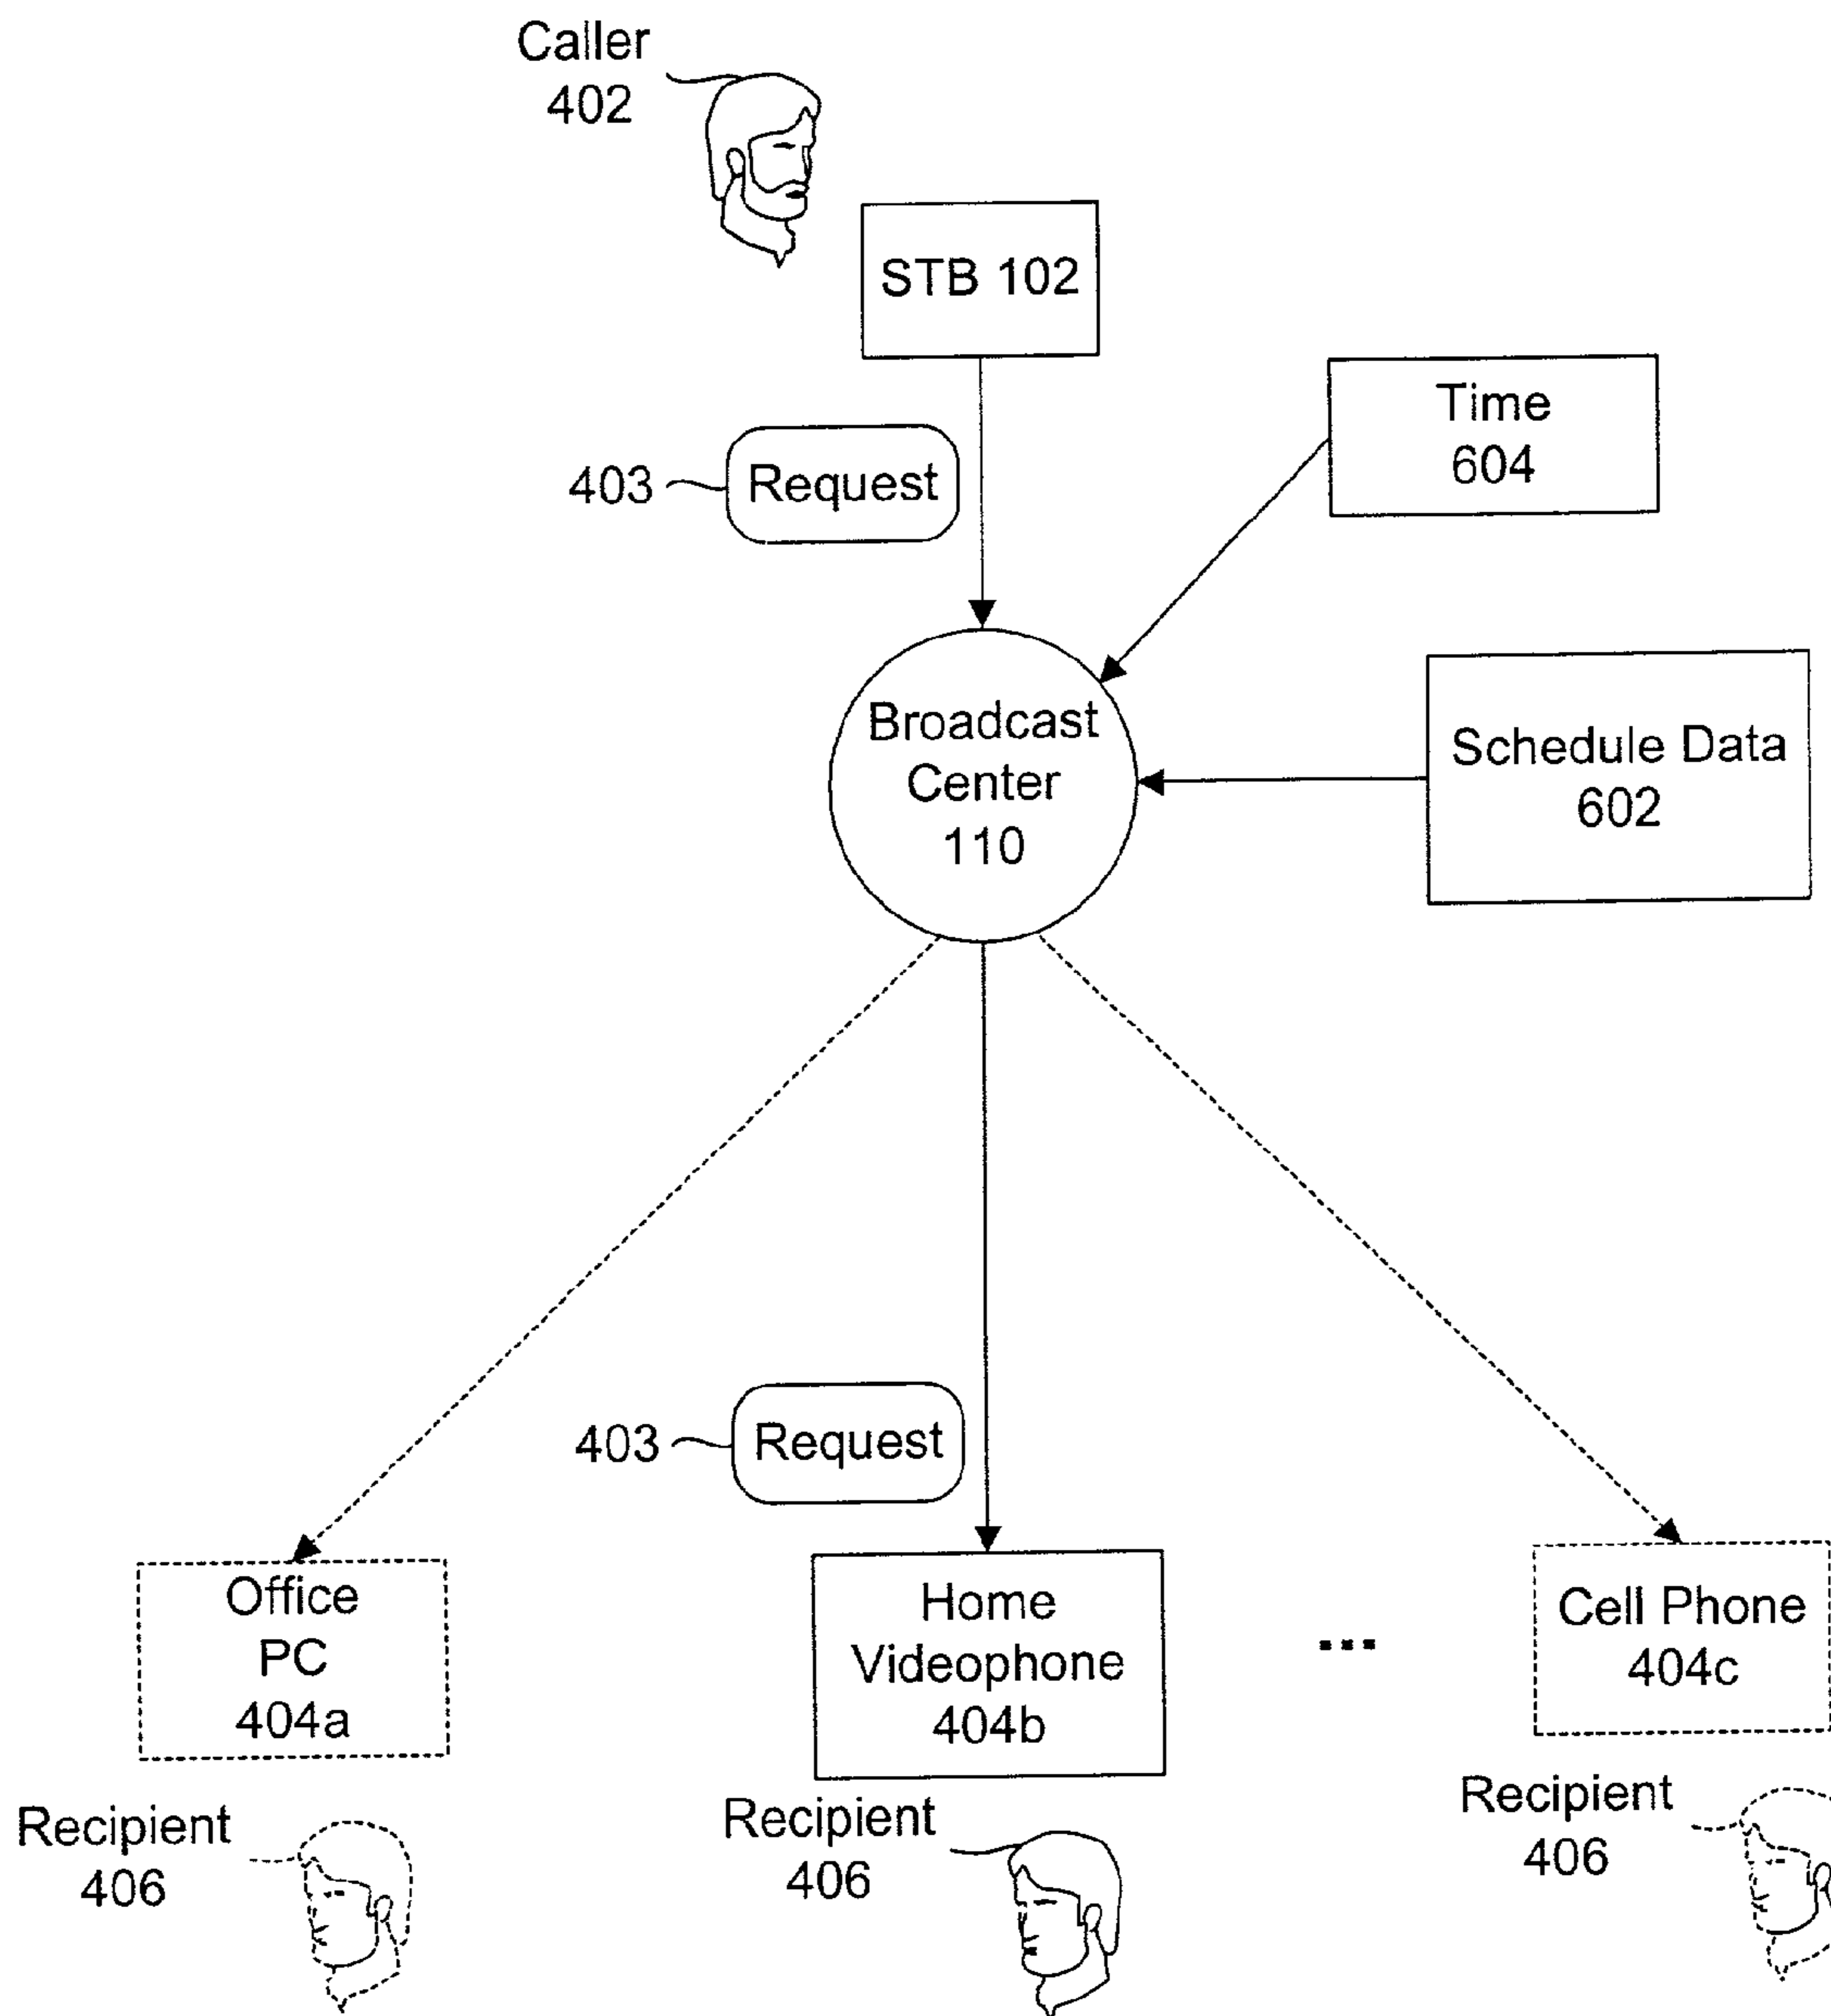 Caller
402
STB 102
Time
604
403
Request
Broadcast
Center
110
Schedule Data
602
403
Request
Office
PC
404a
Home
Videophone
404b
...
Cell Phone
404c
Recipient
406
Recipient
406
Recipient
406